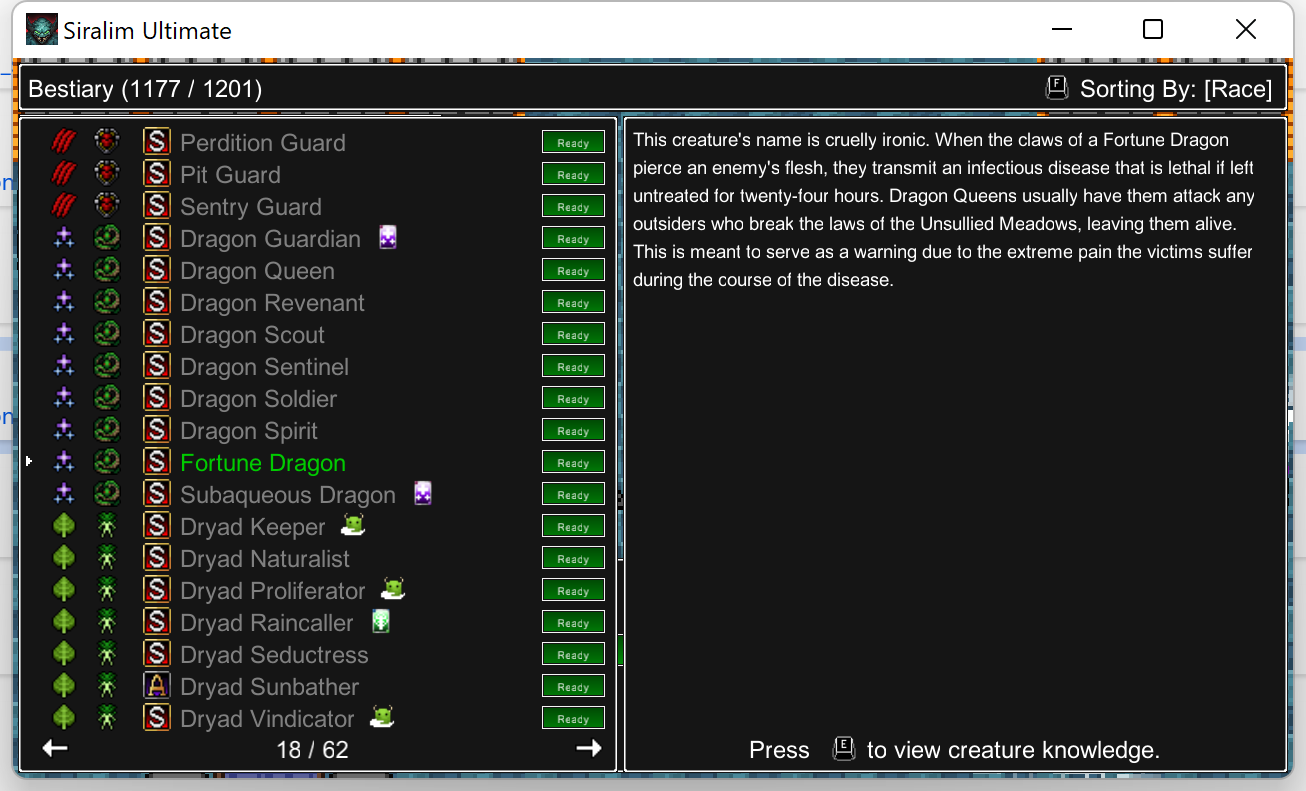 Siralim Ultimate
Bestiary (1177 / 1201)
F Sorting By: [Race]
S Perdition Guard Ready
S Pit Guard Ready
S Sentry Guard Ready
S Dragon Guardian Ready
S Dragon Queen Ready
S Dragon Revenant Ready
S Dragon Scout Ready
S Dragon Sentinel Ready
S Dragon Soldier Ready
S Dragon Spirit Ready
S Fortune Dragon Ready
S Subaqueous Dragon Ready
S Dryad Keeper Ready
S Dryad Naturalist Ready
S Dryad Proliferator Ready
S Dryad Raincaller Ready
S Dryad Seductress Ready
A Dryad Sunbather Ready
S Dryad Vindicator Ready
18 / 62
This creature's name is cruelly ironic. When the claws of a Fortune Dragon
pierce an enemy's flesh, they transmit an infectious disease that is lethal if left
untreated for twenty-four hours. Dragon Queens usually have them attack any
outsiders who break the laws of the Unsullied Meadows, leaving them alive.
This is meant to serve as a warning due to the extreme pain the victims suffer
during the course of the disease.
Press E to view creature knowledge.